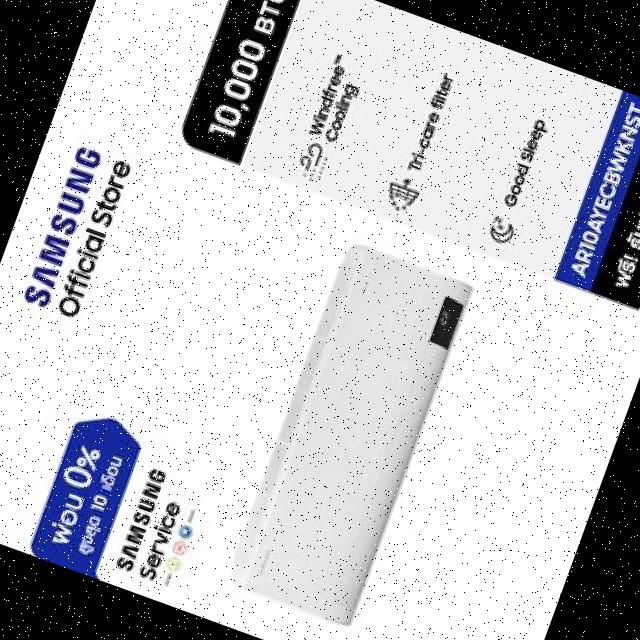 SAMSUNG
Official Store
10,000 BTU
Windfree™
Cooling
Tri-care filter
Good sleep
ผ่อน 0%
สูงสุด 10 เดือน
SAMSUNG
Service